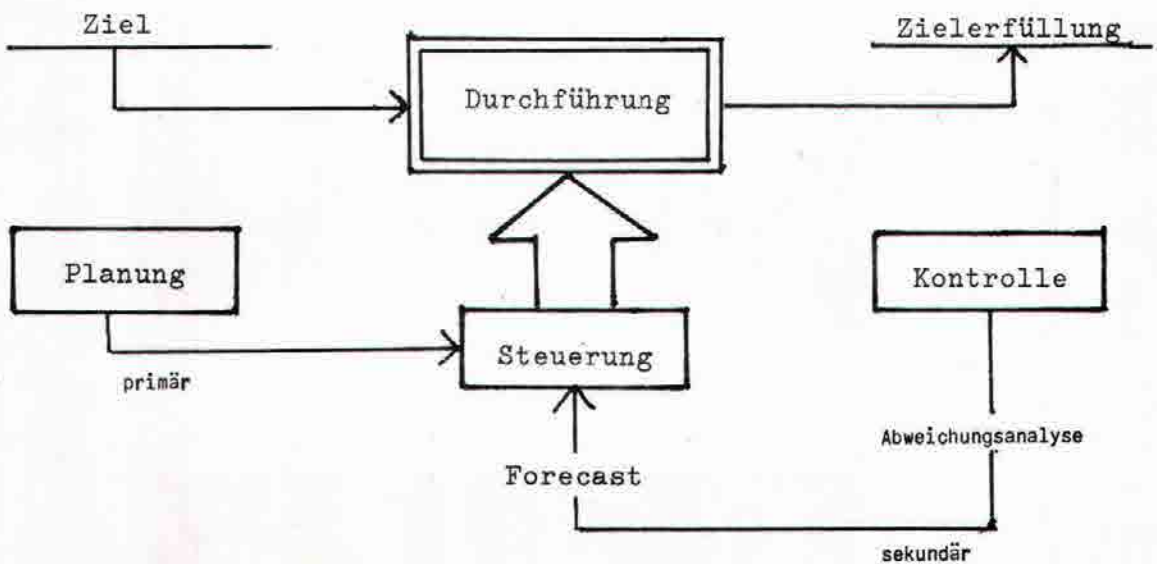 Ziel
Zielerfüllung
Durchführung
Planung
Kontrolle
Steuerung
primär
Abweichungsanalyse
Forecast
sekundär